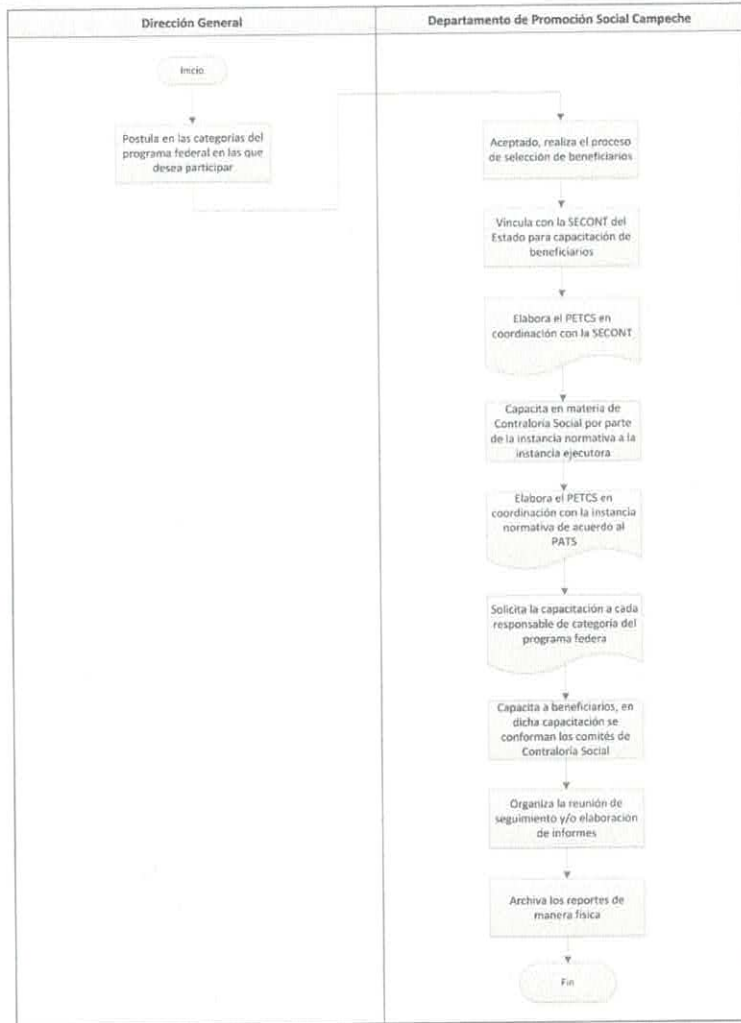 Dirección General
Departamento de Promoción Social Campeche
Inicio
Postula en las categorías del
programa federal en las que
desea participar
Aceptado, realiza el proceso
de selección de beneficiarios
Vincula con la SECONT del
Estado para capacitación de
beneficiarios
Elabora el PETCS en
coordinación con la SECONT
Capacita en materia de
Contraloría Social por parte
de la instancia normativa a la
instancia ejecutora
Elabora el PETCS en
coordinación con la instancia
normativa de acuerdo al
PATS
Solicita la capacitación a cada
responsable de categoría del
programa federa
Capacita a beneficiarios, en
dicha capacitación se
conforman los comités de
Contraloría Social
Organiza la reunión de
seguimiento y/o elaboración
de informes
Archiva los reportes de
manera física
Fin